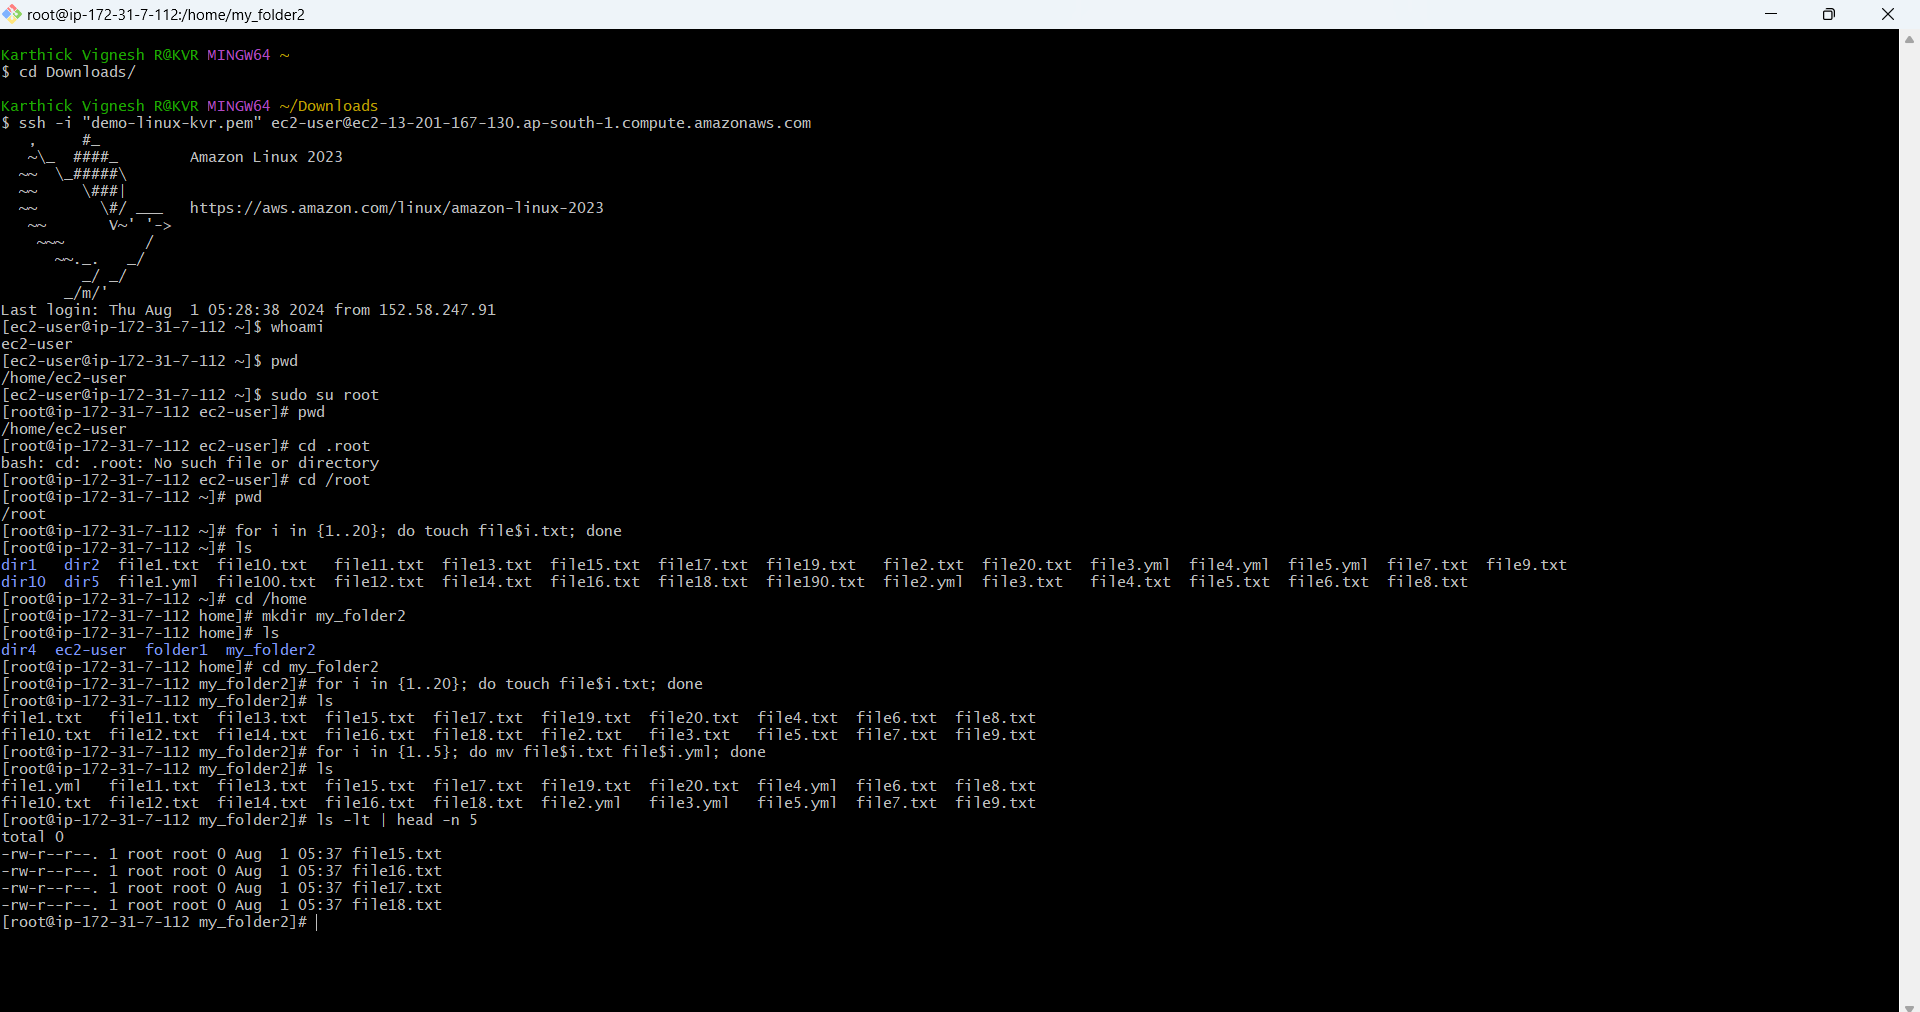 root@ip-172-31-7-112:/home/my_folder2
Karthick Vignesh R@KVR MINGW64 ~
$ cd Downloads/
Karthick Vignesh R@KVR MINGW64 ~/Downloads
$ ssh -i "demo-linux-kvr.pem" ec2-user@ec2-13-201-167-130.ap-south-1.compute.amazonaws.com
   ,     #_
   ~\_  ####_        Amazon Linux 2023
  ~~  \_#####\
  ~~     \###|
  ~~       \#/ ___   https://aws.amazon.com/linux/amazon-linux-2023
   ~~       V~' '->
    ~~~         /
      ~~._.   _/
         _/ _/
       _/m/'
Last login: Thu Aug  1 05:28:38 2024 from 152.58.247.91
[ec2-user@ip-172-31-7-112 ~]$ whoami
ec2-user
[ec2-user@ip-172-31-7-112 ~]$ pwd
/home/ec2-user
[ec2-user@ip-172-31-7-112 ~]$ sudo su root
[root@ip-172-31-7-112 ec2-user]# pwd
/home/ec2-user
[root@ip-172-31-7-112 ec2-user]# cd .root
bash: cd: .root: No such file or directory
[root@ip-172-31-7-112 ec2-user]# cd /root
[root@ip-172-31-7-112 ~]# pwd
/root
[root@ip-172-31-7-112 ~]# for i in {1..20}; do touch file$i.txt; done
[root@ip-172-31-7-112 ~]# ls
dir1   dir2  file1.txt  file10.txt   file11.txt  file13.txt  file15.txt  file17.txt  file19.txt   file2.txt  file20.txt  file3.yml  file4.yml  file5.yml  file7.txt  file9.txt
dir10  dir5  file1.yml  file100.txt  file12.txt  file14.txt  file16.txt  file18.txt  file190.txt  file2.yml  file3.txt   file4.txt  file5.txt  file6.txt  file8.txt
[root@ip-172-31-7-112 ~]# cd /home
[root@ip-172-31-7-112 home]# mkdir my_folder2
[root@ip-172-31-7-112 home]# ls
dir4  ec2-user  folder1  my_folder2
[root@ip-172-31-7-112 home]# cd my_folder2
[root@ip-172-31-7-112 my_folder2]# for i in {1..20}; do touch file$i.txt; done
[root@ip-172-31-7-112 my_folder2]# ls
file1.txt   file11.txt  file13.txt  file15.txt  file17.txt  file19.txt  file20.txt  file4.txt  file6.txt  file8.txt
file10.txt  file12.txt  file14.txt  file16.txt  file18.txt  file2.txt   file3.txt   file5.txt  file7.txt  file9.txt
[root@ip-172-31-7-112 my_folder2]# for i in {1..5}; do mv file$i.txt file$i.yml; done
[root@ip-172-31-7-112 my_folder2]# ls
file1.yml   file11.txt  file13.txt  file15.txt  file17.txt  file19.txt  file20.txt  file4.yml  file6.txt  file8.txt
file10.txt  file12.txt  file14.txt  file16.txt  file18.txt  file2.yml   file3.yml   file5.yml  file7.txt  file9.txt
[root@ip-172-31-7-112 my_folder2]# ls -lt | head -n 5
total 0
-rw-r--r--. 1 root root 0 Aug  1 05:37 file15.txt
-rw-r--r--. 1 root root 0 Aug  1 05:37 file16.txt
-rw-r--r--. 1 root root 0 Aug  1 05:37 file17.txt
-rw-r--r--. 1 root root 0 Aug  1 05:37 file18.txt
[root@ip-172-31-7-112 my_folder2]#